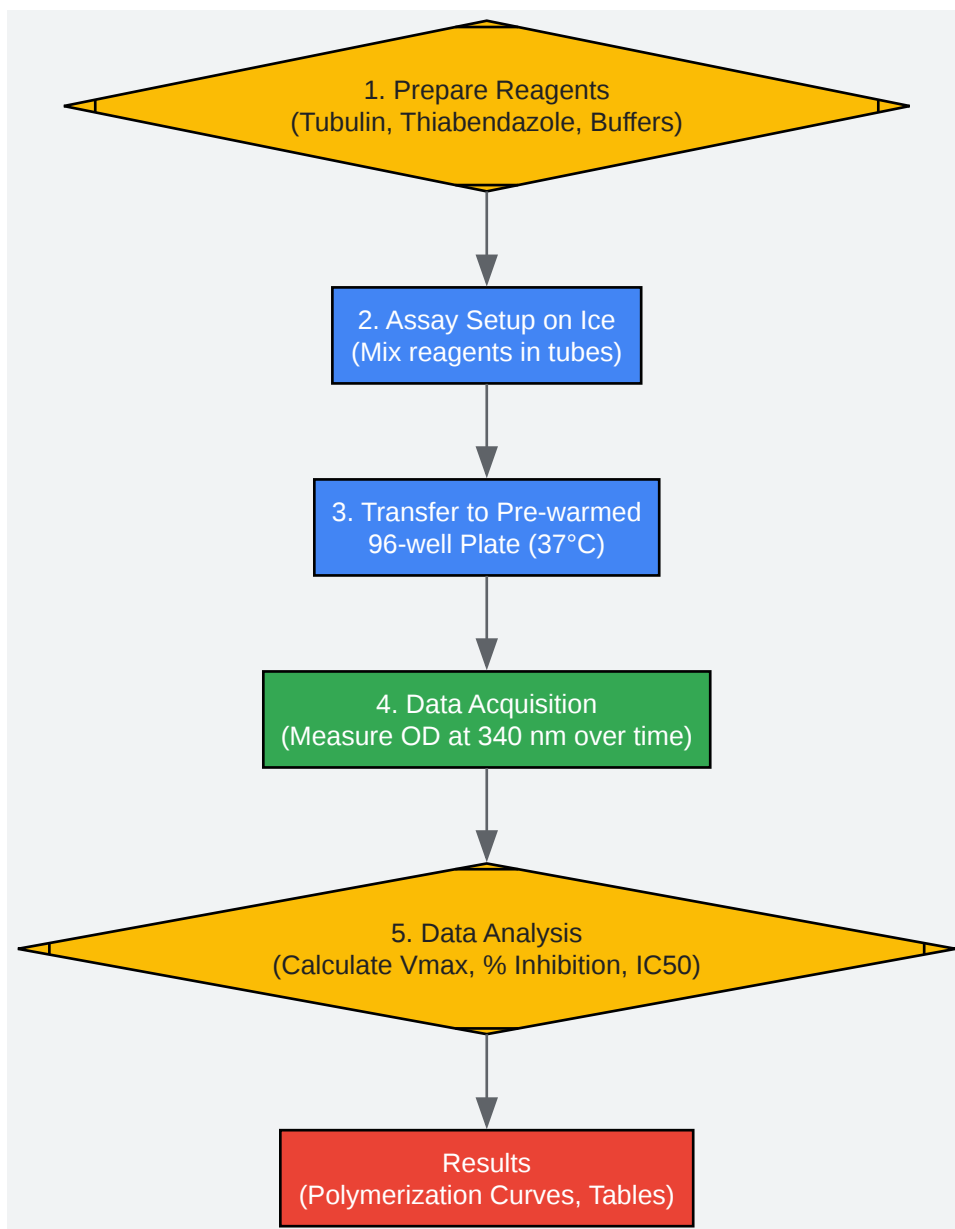 1. Prepare Reagents
(Tubulin, Thiabendazole, Buffers)
2. Assay Setup on Ice
(Mix reagents in tubes)
3. Transfer to Pre-warmed
96-well Plate (37°C)
4. Data Acquisition
(Measure OD at 340 nm over time)
5. Data Analysis
(Calculate Vmax, % Inhibition, IC50)
Results
(Polymerization Curves, Tables)